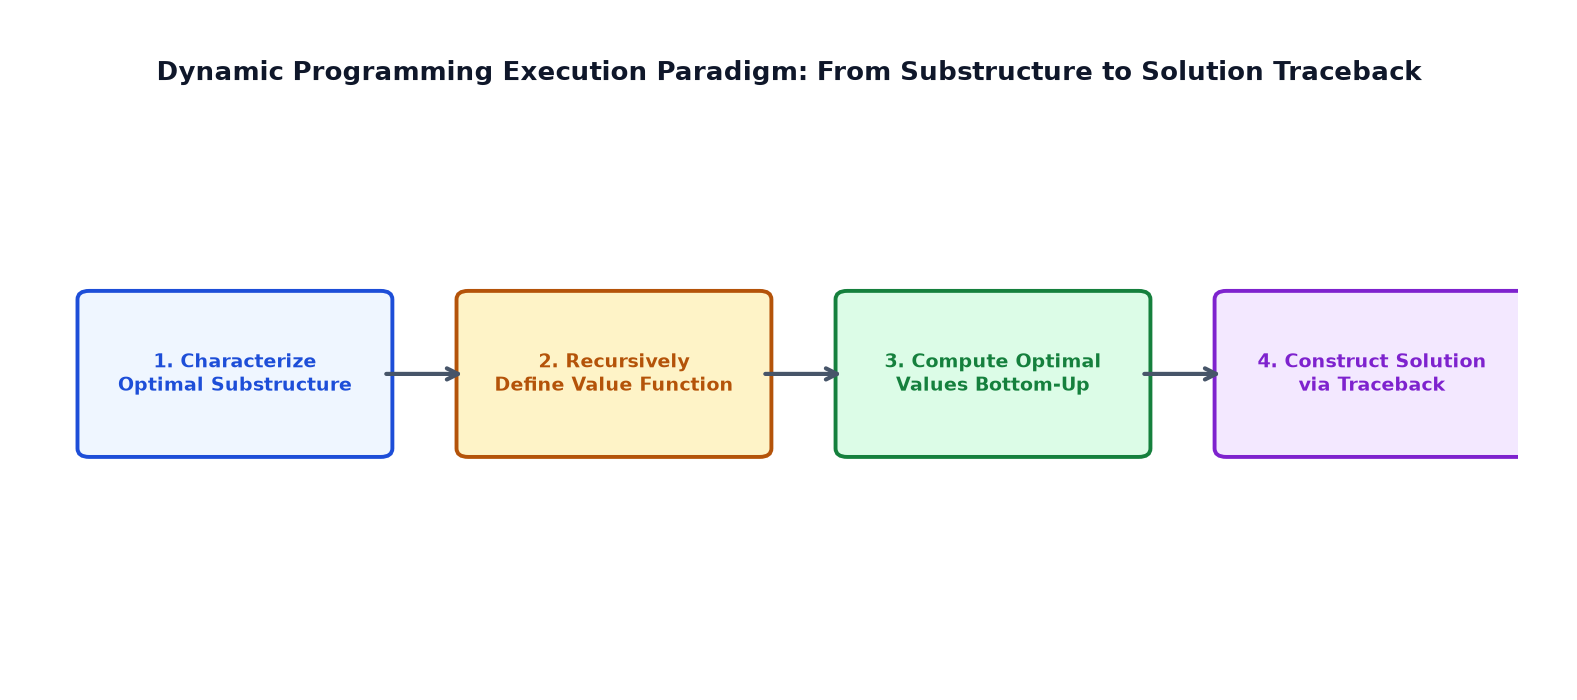 Dynamic Programming Execution Paradigm: From Substructure to Solution Traceback
1. Characterize
Optimal Substructure
2. Recursively
Define Value Function
3. Compute Optimal
Values Bottom-Up
4. Construct Solution
via Traceback